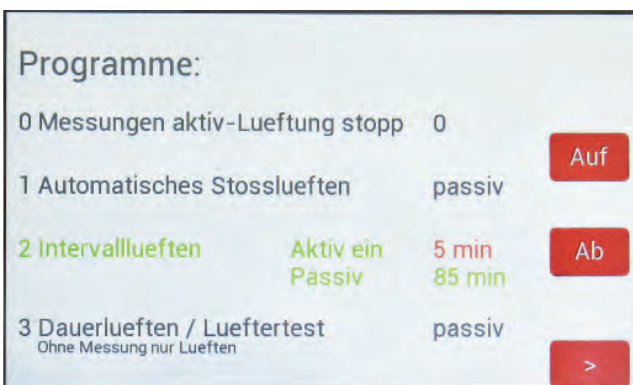 Programme:
0 Messungen aktiv-Lueftung stopp 0
Auf
1 Automatisches Stosslueften passiv
2 Intervalllueften Aktiv ein 5 min
Ab
Passiv 85 min
3 Dauerlueften / Lueftertest passiv
Ohne Messung nur Lueften
>